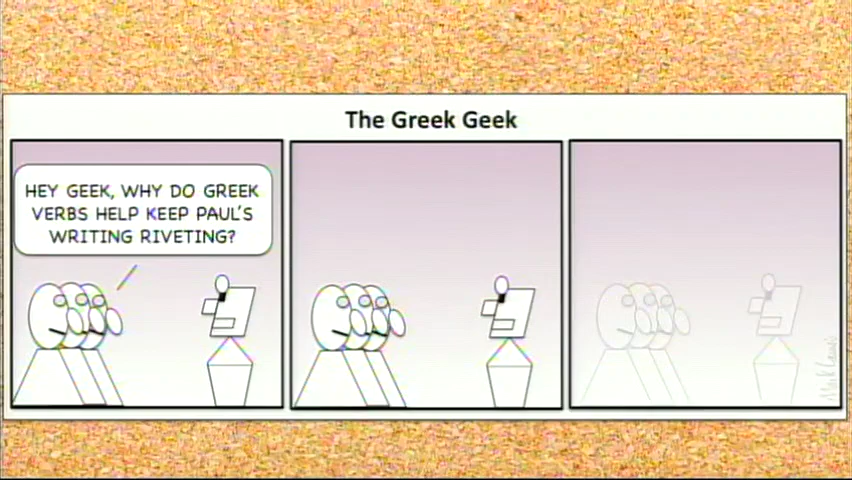 The Greek Geek
HEY GEEK, WHY DO GREEK
VERBS HELP KEEP PAUL'S
WRITING RIVETING?